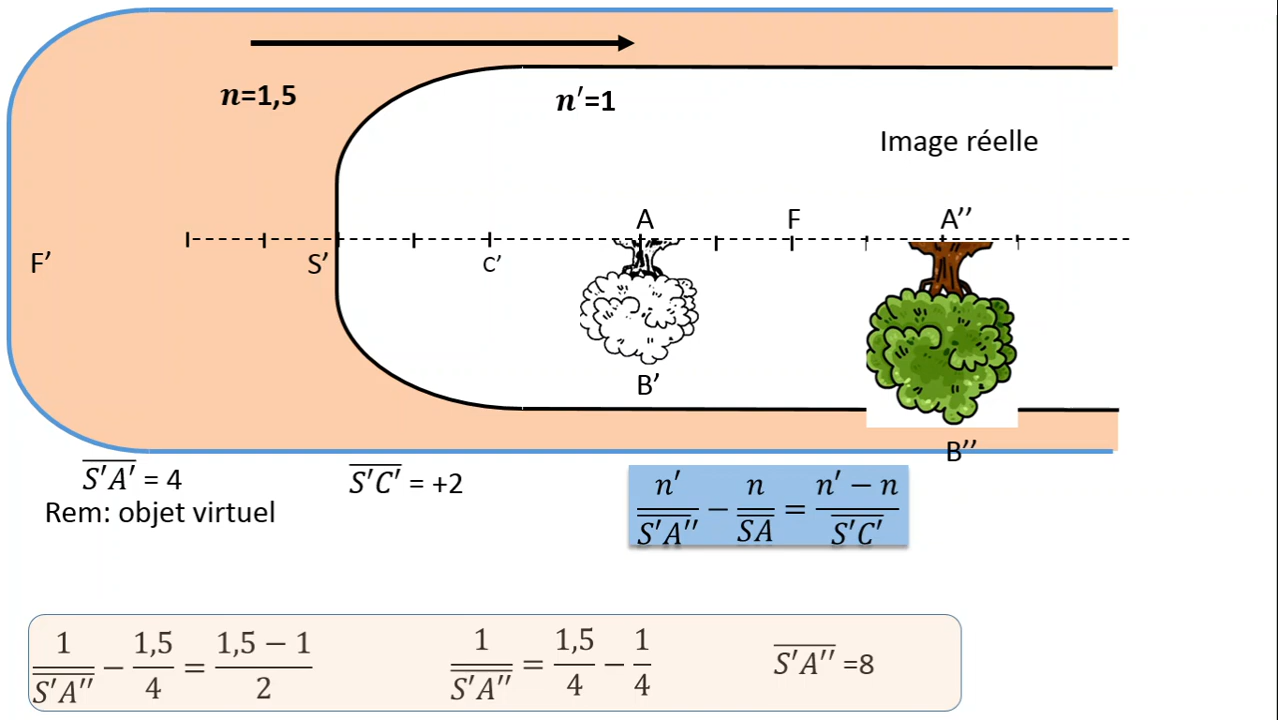 n=1,5
n′=1
Image réelle
A
F
A’’
F’
S’
C’
B’
B’’
S′A′ = 4
S′C′ = +2
Rem: objet virtuel
n′/S′A′′ − n/SA = n′ − n/S′C′
1/S′A′′ − 1,5/4 = 1,5 − 1/2
1/S′A′′ = 1,5/4 − 1/4
S′A′′ =8